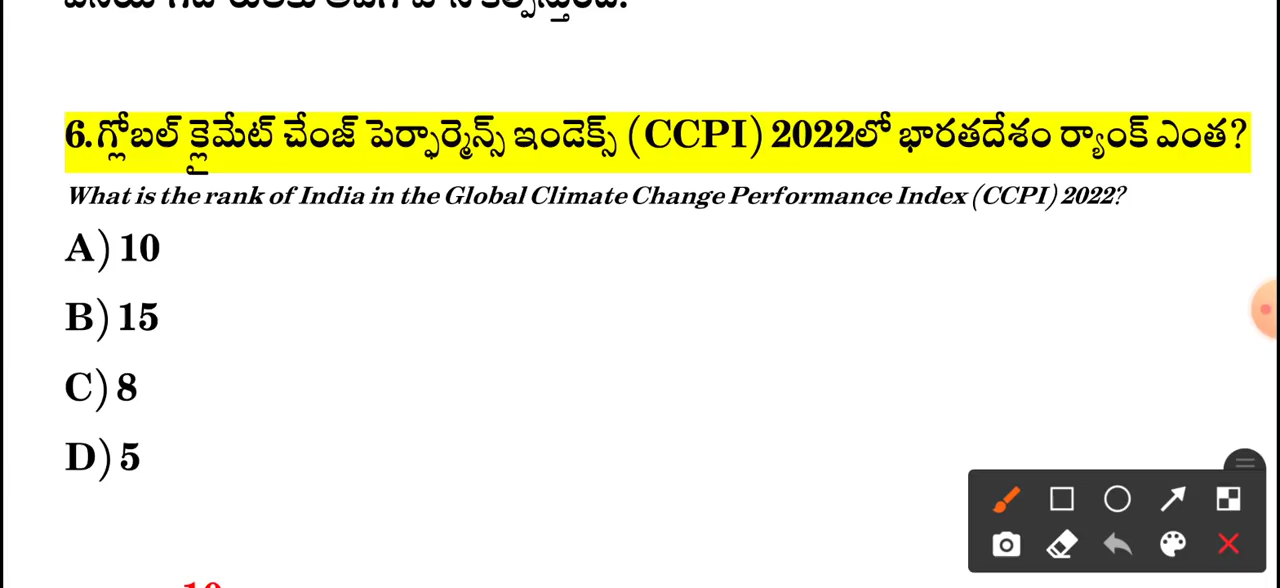 6.గ్లోబల్ క్లైమేట్ చేంజ్ పెర్ఫార్మెన్స్ ఇండెక్స్ (CCPI) 2022లో భారతదేశం ర్యాంక్ ఎంత?
What is the rank of India in the Global Climate Change Performance Index (CCPI) 2022?
A) 10
B) 15
C) 8
D) 5